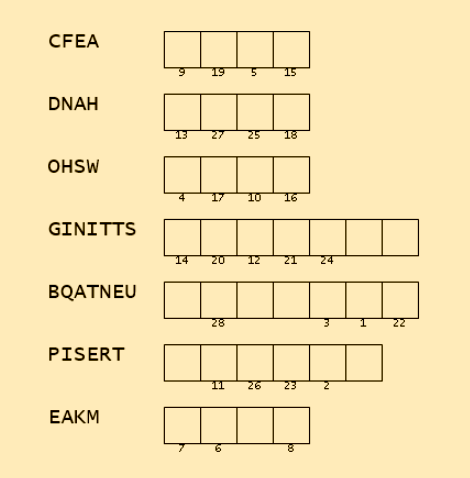 CFEA
9 19 5 15
DNAH
13 27 25 18
OHSW
4 17 10 16
GINITTS
14 20 12 21 24
BQATNEU
28 3 1 22
PISERT
11 26 23 2
EAKM
7 6 8